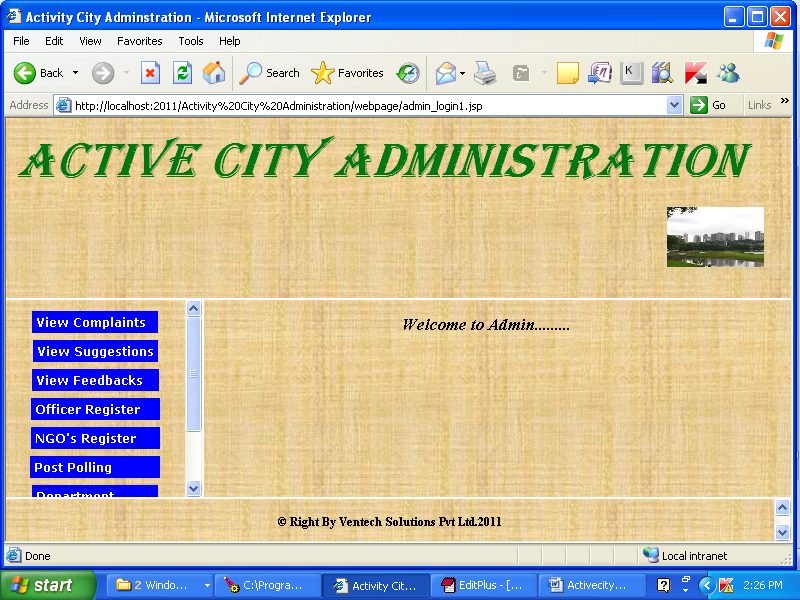 Activity City Adminstration - Microsoft Internet Explorer
File Edit View Favorites Tools Help
Back Search Favorites
Address http://localhost:2011/Activity%20City%20Administration/webpage/admin_login1.jsp Go Links »
ACTIVE CITY ADMINISTRATION
View Complaints
View Suggestions
View Feedbacks
Officer Register
NGO's Register
Post Polling
Department
Welcome to Admin.........
© Right By Ventech Solutions Pvt Ltd.2011
Done Local intranet
start 2 Windo... C:\Progra... Activity Cit... EditPlus - [... Activecity... 2:26 PM